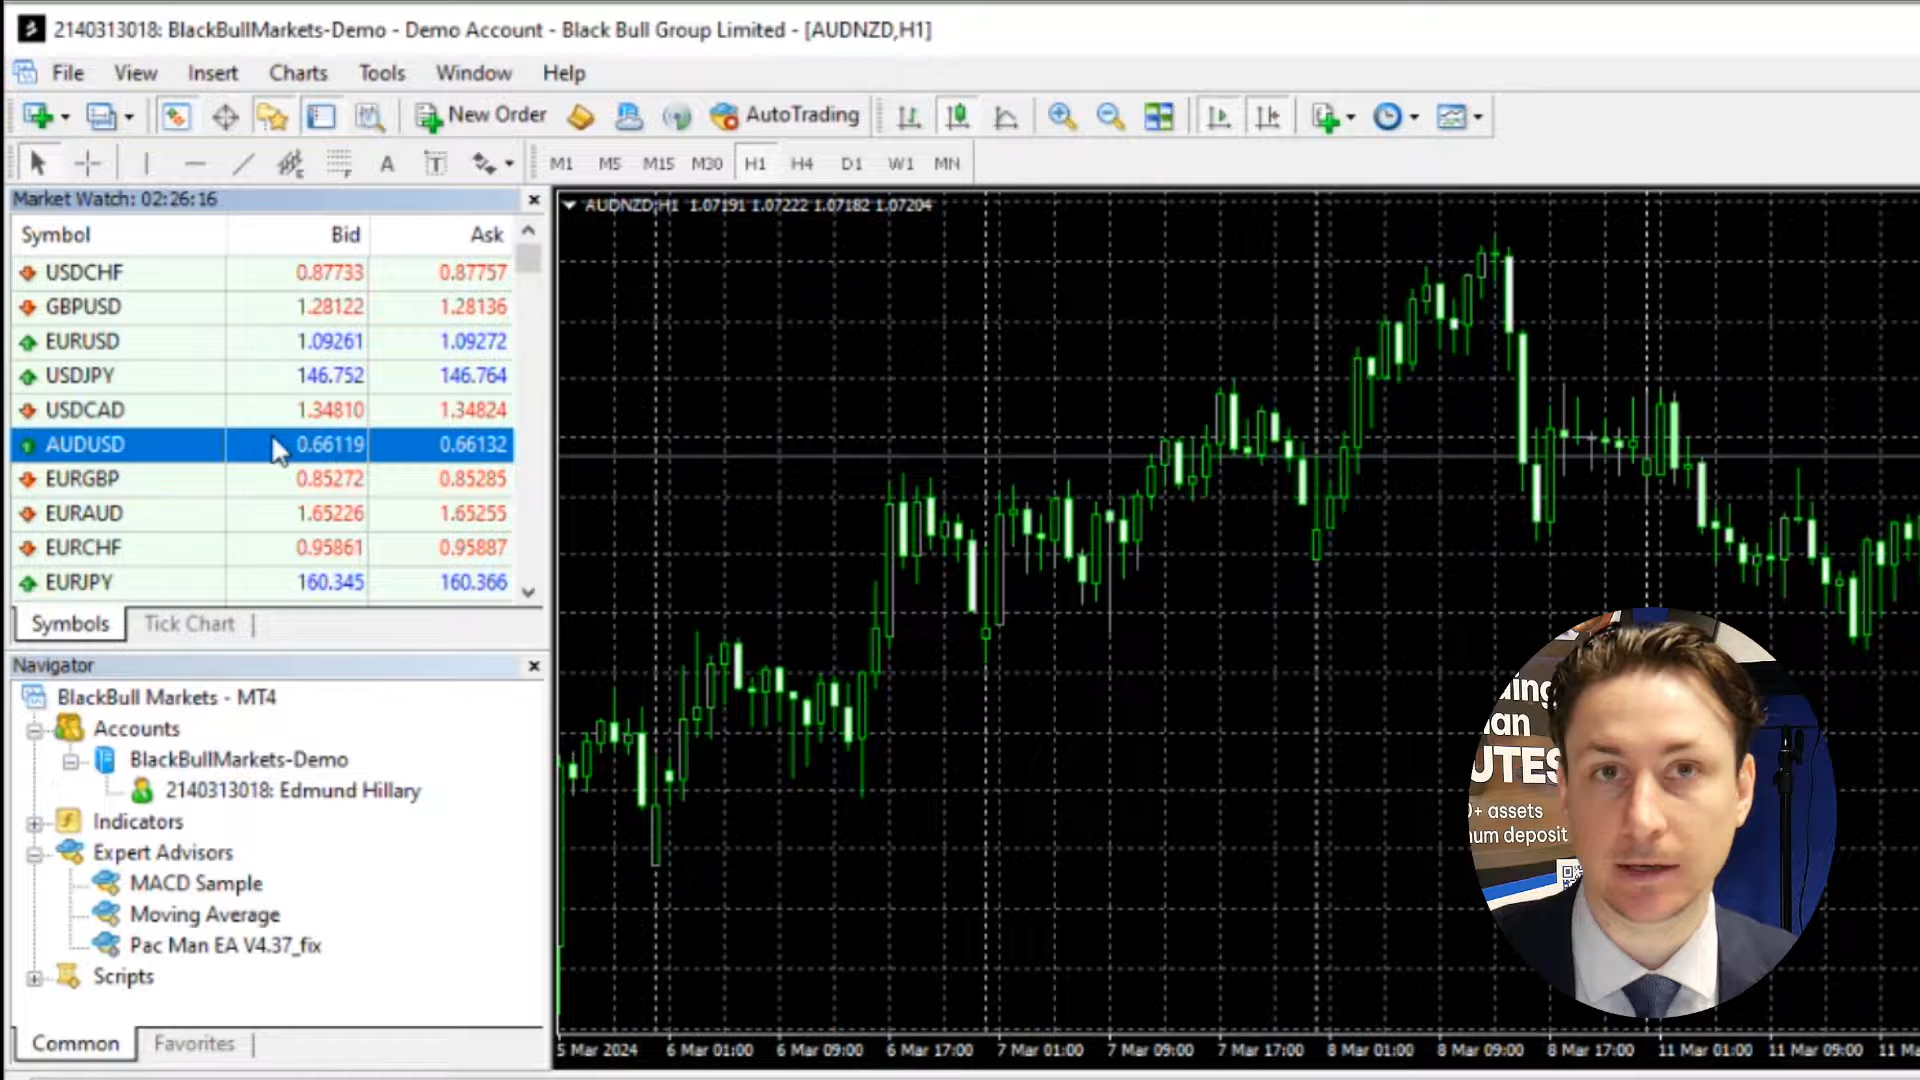 2140313018: BlackBullMarkets-Demo - Demo Account - Black Bull Group Limited - [AUDNZD,H1]
File View Insert Charts Tools Window Help
New Order AutoTrading
A T M1 M5 M15 M30 H1 H4 D1 W1 MN
Market Watch: 02:26:16
Symbol Bid Ask
USDCHF 0.87733 0.87757
GBPUSD 1.28122 1.28136
EURUSD 1.09261 1.09272
USDJPY 146.752 146.764
USDCAD 1.34810 1.34824
AUDUSD 0.66119 0.66132
EURGBP 0.85272 0.85285
EURAUD 1.65226 1.65255
EURCHF 0.95861 0.95887
EURJPY 160.345 160.366
Symbols Tick Chart
Navigator
BlackBull Markets - MT4
Accounts
BlackBullMarkets-Demo
2140313018: Edmund Hillary
Indicators
Expert Advisors
MACD Sample
Moving Average
Pac Man EA V4.37_fix
Scripts
Common Favorites
AUDNZD,H1 1.07191 1.07222 1.07182 1.07204
5 Mar 2024 6 Mar 01:00 6 Mar 09:00 6 Mar 17:00 7 Mar 01:00 7 Mar 09:00 7 Mar 17:00 8 Mar 01:00 8 Mar 09:00 8 Mar 17:00 11 Mar 01:00 11 Mar 09:00 11 Ma
assets
deposit